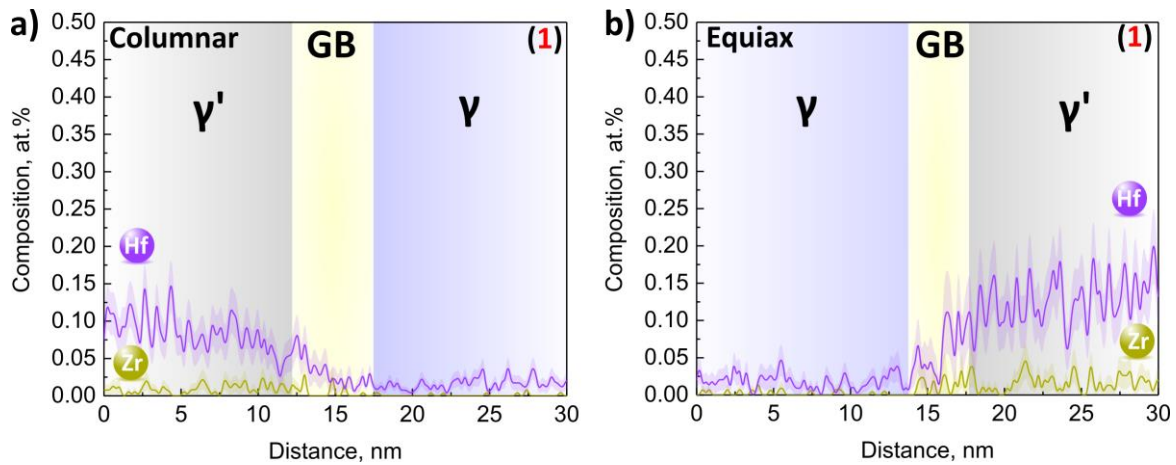 a)
Columnar
GB
(1)
γ'
γ
Hf
Zr
Composition, at.%
0.50
0.45
0.40
0.35
0.30
0.25
0.20
0.15
0.10
0.05
0.00
0
5
10
15
20
25
30
Distance, nm
b)
Equiax
GB
(1)
γ
γ'
Hf
Zr
Composition, at.%
0.50
0.45
0.40
0.35
0.30
0.25
0.20
0.15
0.10
0.05
0.00
0
5
10
15
20
25
30
Distance, nm